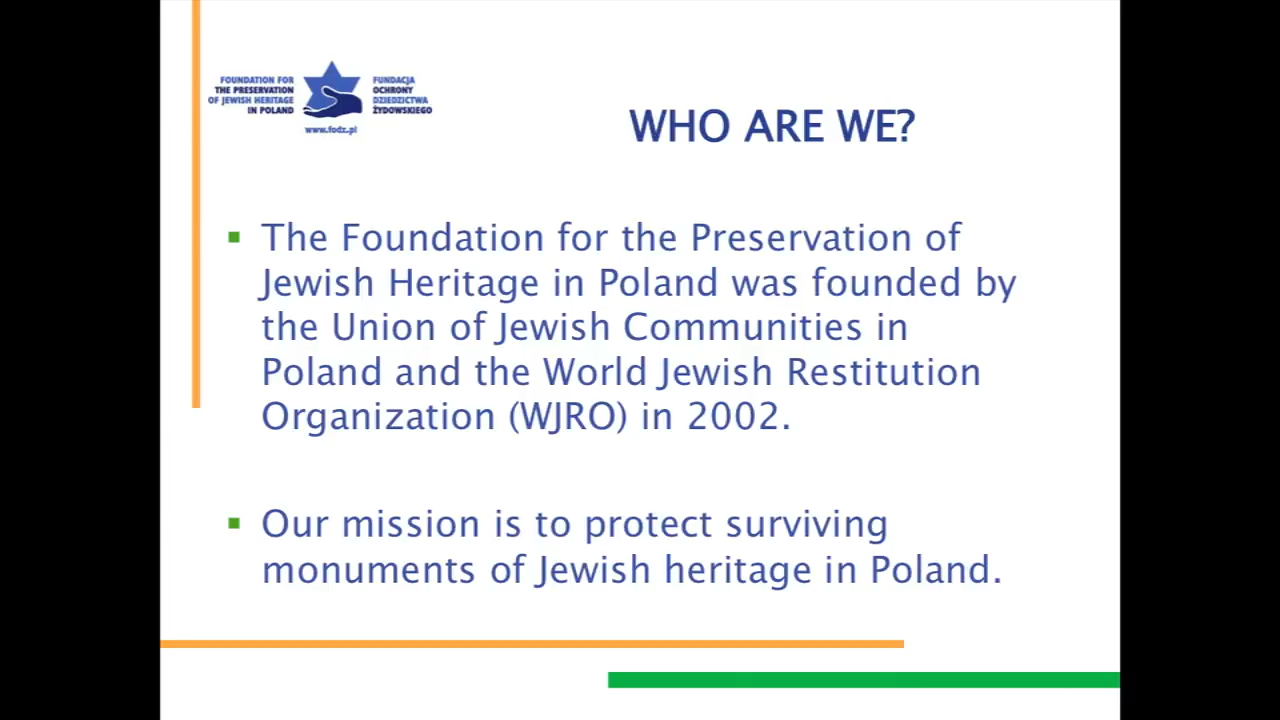 FOUNDATION FOR
THE PRESERVATION
OF JEWISH HERITAGE
IN POLAND
FUNDACJA
OCHRONY
DZIEDZICTWA
ŻYDOWSKIEGO
www.fodz.pl
WHO ARE WE?
The Foundation for the Preservation of
Jewish Heritage in Poland was founded by
the Union of Jewish Communities in
Poland and the World Jewish Restitution
Organization (WJRO) in 2002.
Our mission is to protect surviving
monuments of Jewish heritage in Poland.